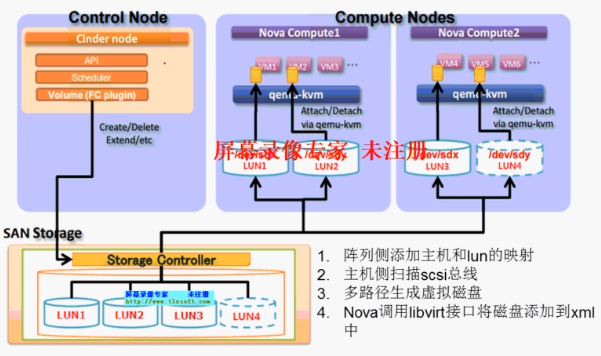 Control Node
Compute Nodes
Cinder node
API
Scheduler
Volume (FC plugin)
Create/Delete
Extend/etc
Nova Compute1
VM1 VM2 VM3 ...
qemu-kvm
Attach/Detach
via qemu-kvm
LUN1
LUN2
Nova Compute2
VM4 VM5 VM6 ...
qemu-kvm
Attach/Detach
via qemu-kvm
/dev/sdx
LUN3
/dev/sdy
LUN4
屏幕录像专家 未注册
SAN Storage
Storage Controller
屏幕录像专家 未注册
http://www.tlxsoft.com
LUN1
LUN2
LUN3
LUN4
1. 阵列侧添加主机和lun的映射
2. 主机侧扫描scsi总线
3. 多路径生成虚拟磁盘
4. Nova调用libvirt接口将磁盘添加到xml
中